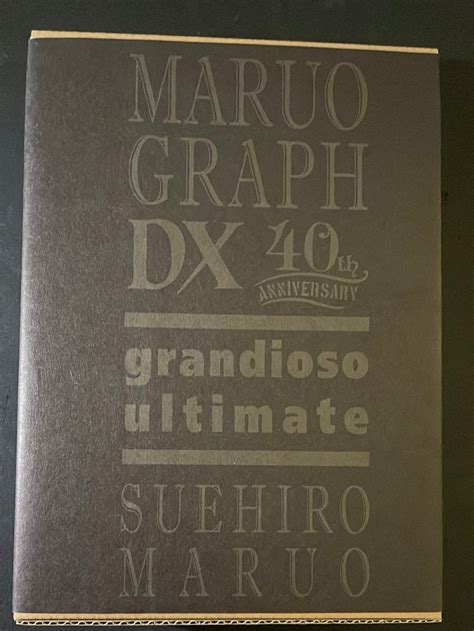 MARUO
GRAPH
DX 40th
ANNIVERSARY
grandioso
ultimate
SUEHIRO
MARUO